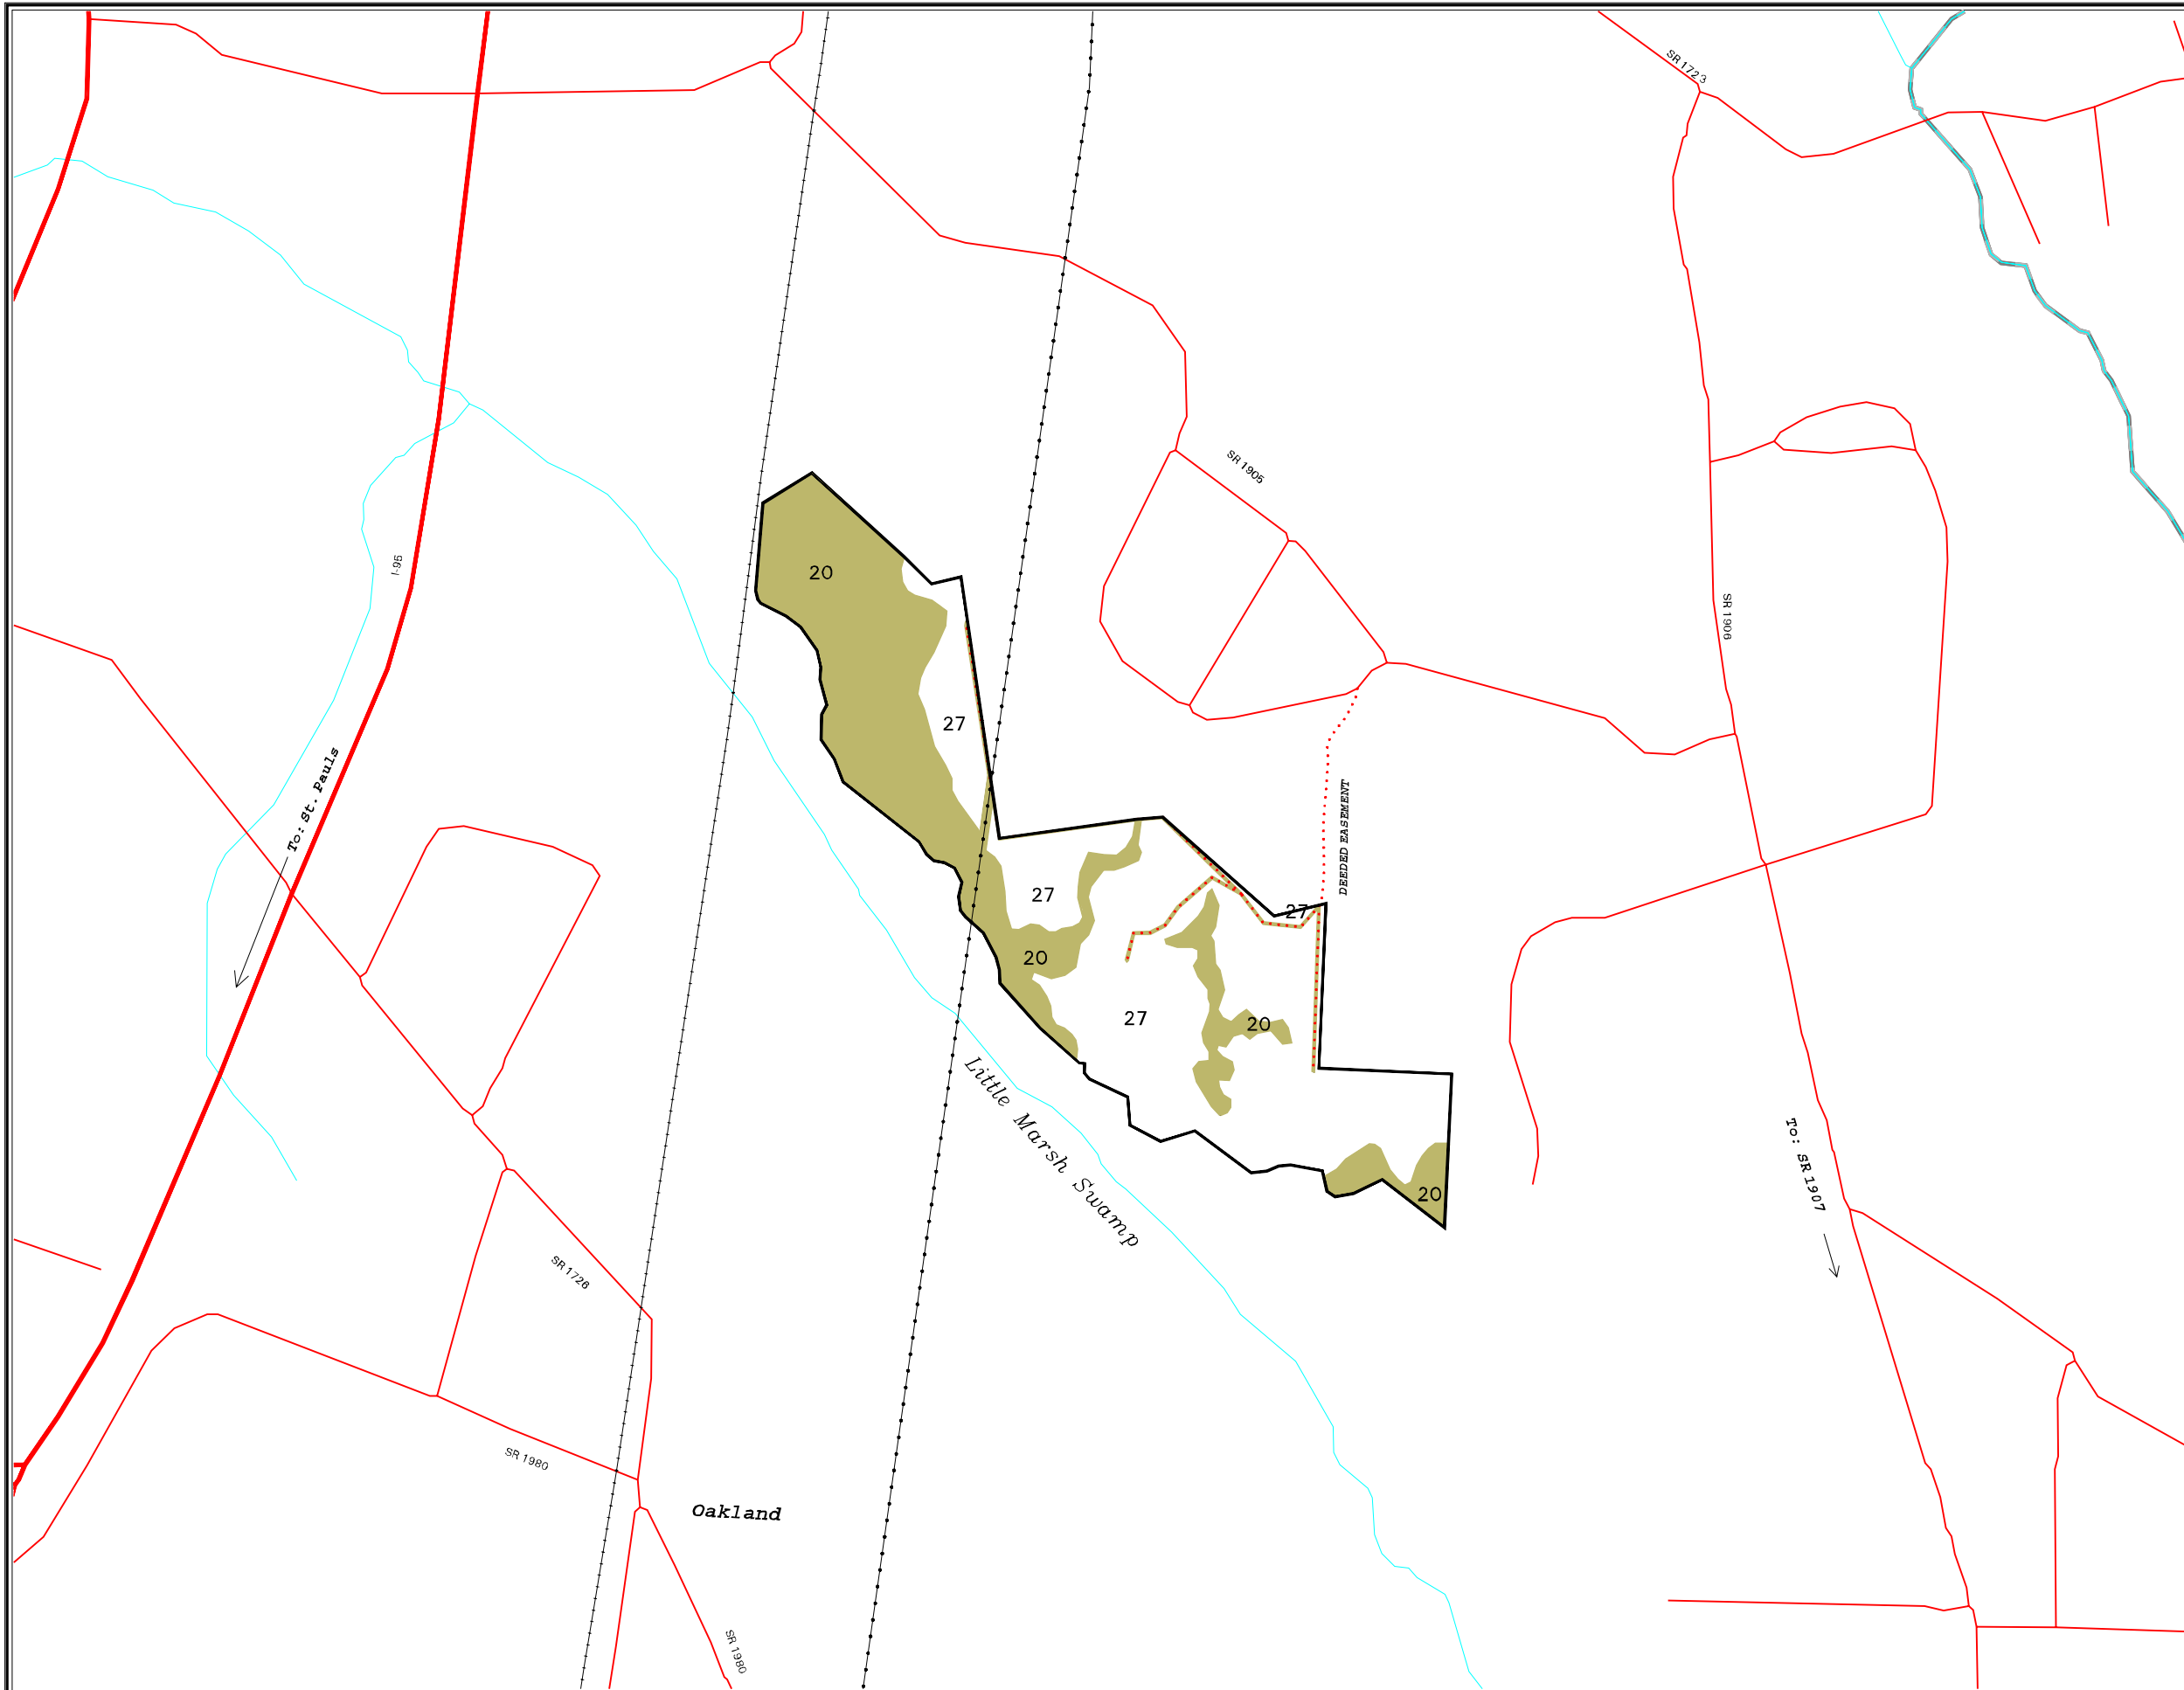 SR 1723
SR 1905
I-95
20
SR 1906
27
To: St. Pauls
DEEDED EASEMENT
27
27
20
27
20
Little Marsh Swamp
To: SR 1907
20
SR 1726
SR 1980
Oakland
SR 1980